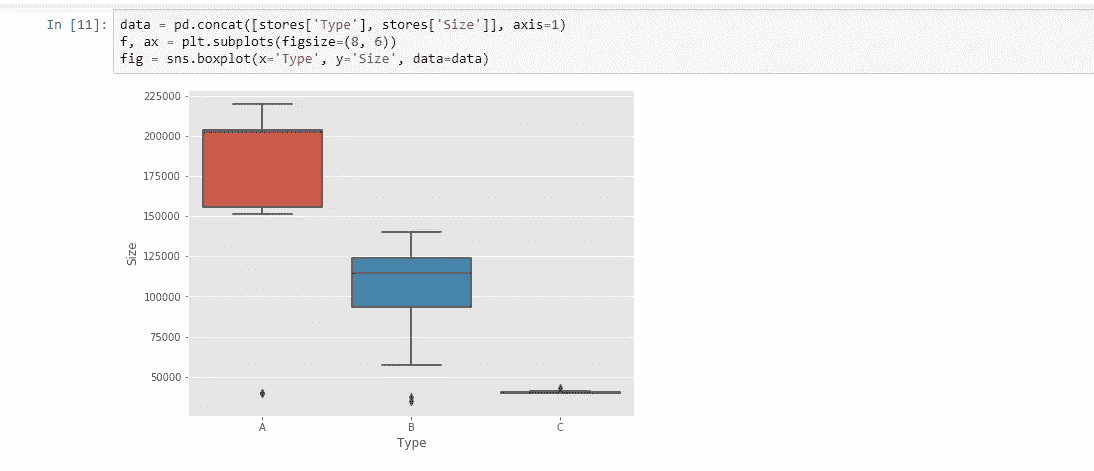 In [11]: data = pd.concat([stores['Type'], stores['Size']], axis=1)
f, ax = plt.subplots(figsize=(8, 6))
fig = sns.boxplot(x='Type', y='Size', data=data)
225000
200000
175000
150000
125000
100000
75000
50000
Size
A B C
Type